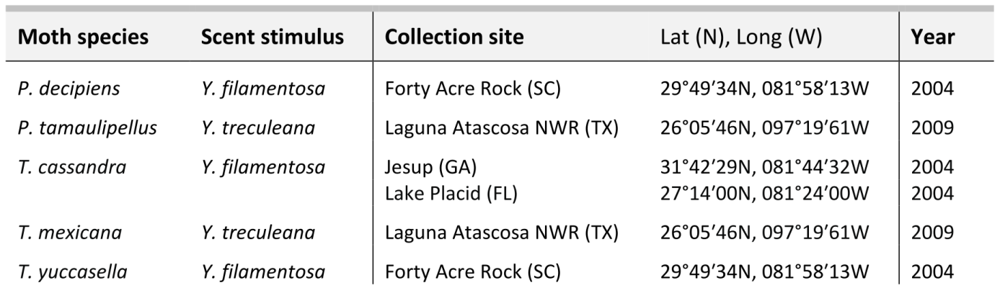 Moth species Scent stimulus Collection site Lat (N), Long (W) Year
P. decipiens Y. filamentosa Forty Acre Rock (SC) 29°49′34N, 081°58′13W 2004
P. tamaulipellus Y. treculeana Laguna Atascosa NWR (TX) 26°05′46N, 097°19′61W 2009
T. cassandra Y. filamentosa Jesup (GA) 31°42′29N, 081°44′32W 2004
Lake Placid (FL) 27°14′00N, 081°24′00W 2004
T. mexicana Y. treculeana Laguna Atascosa NWR (TX) 26°05′46N, 097°19′61W 2009
T. yuccasella Y. filamentosa Forty Acre Rock (SC) 29°49′34N, 081°58′13W 2004